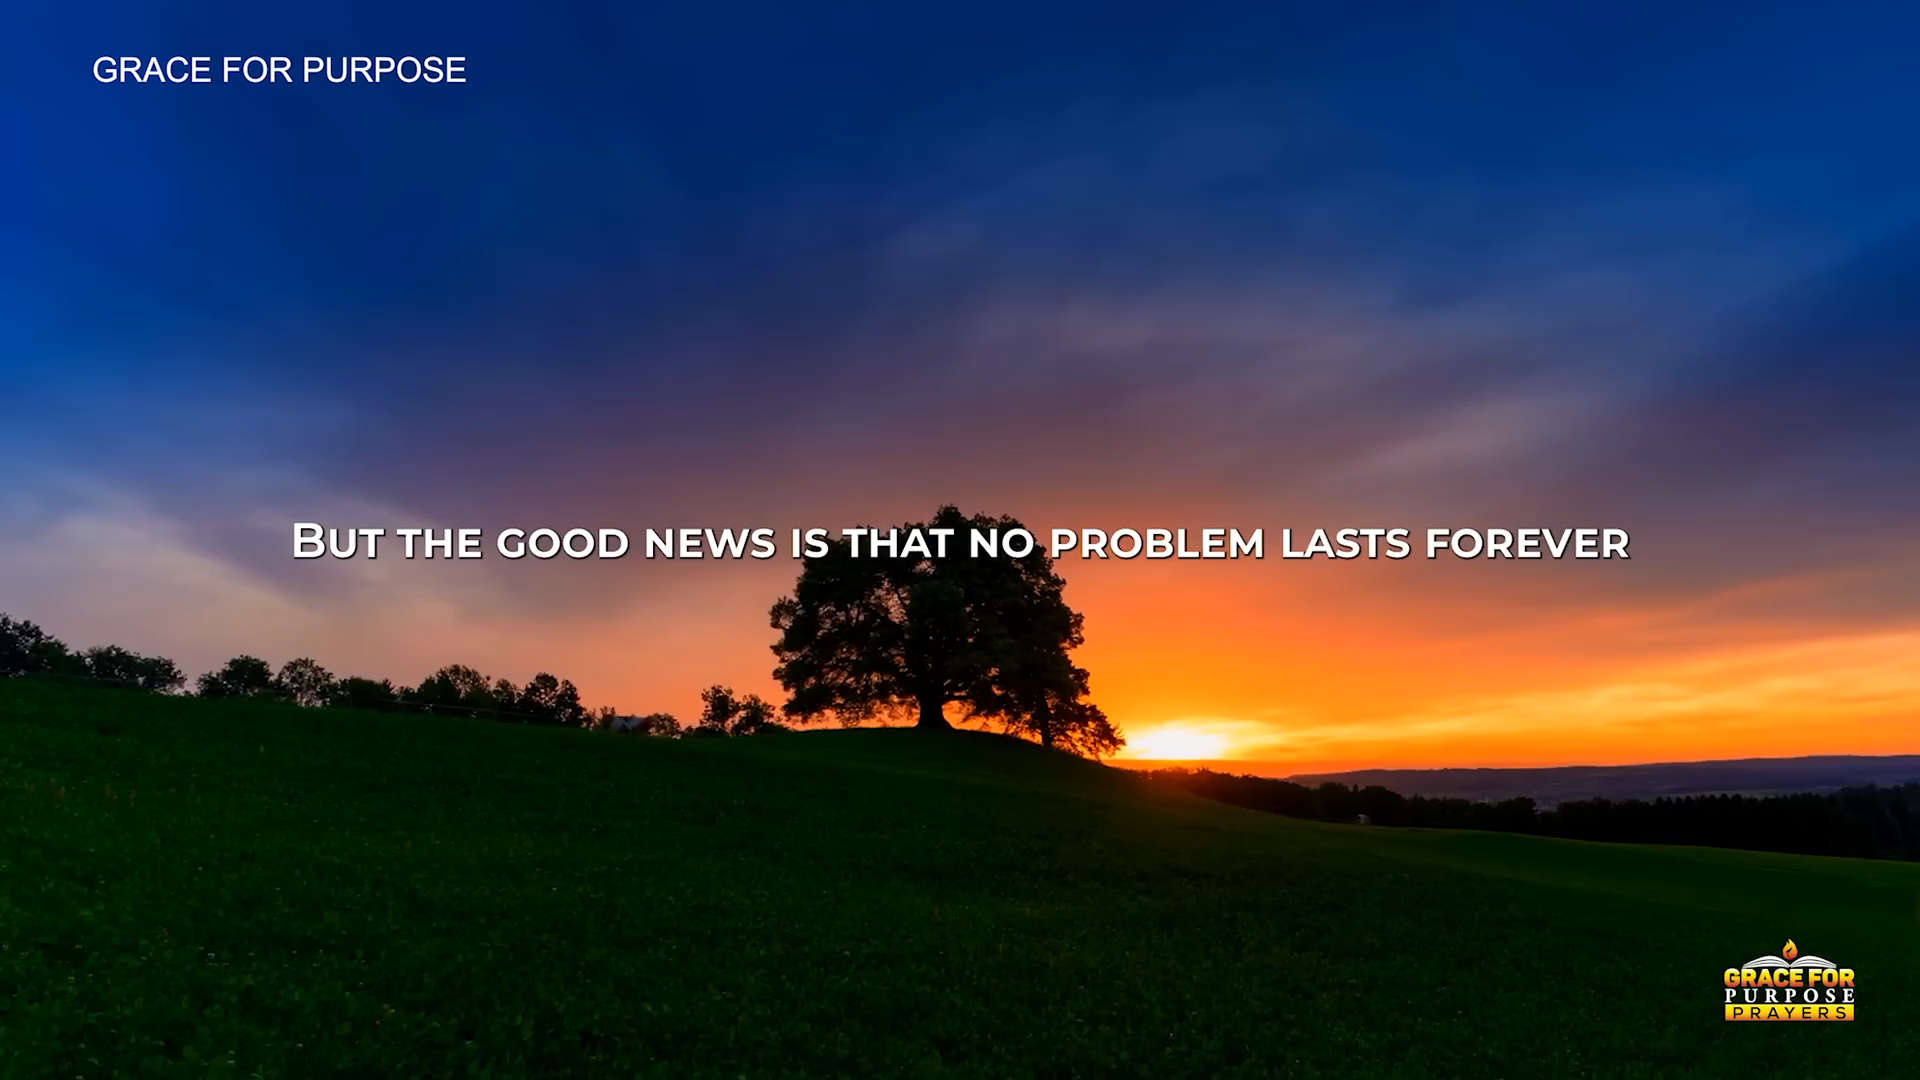 GRACE FOR PURPOSE
But the good news is that no problem lasts forever
GRACE FOR
PURPOSE
PRAYERS